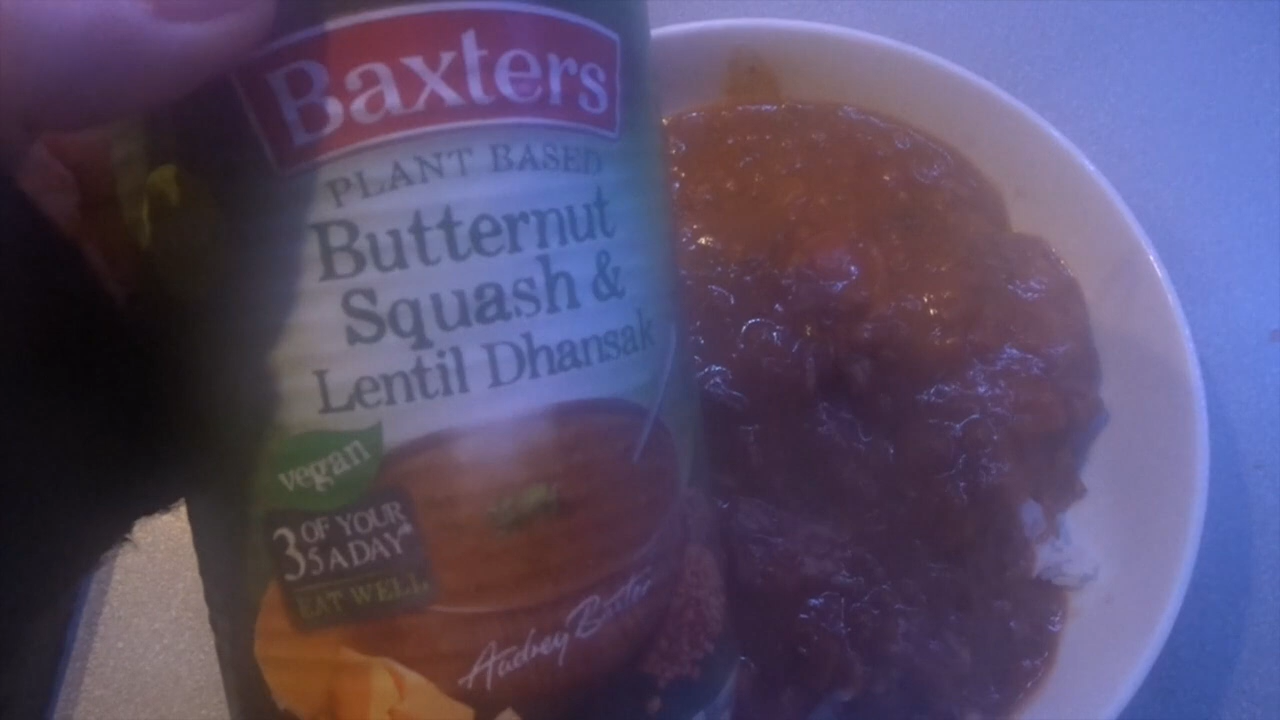 Baxters
PLANT BASED
Butternut
Squash &
Lentil Dhansak
vegan
3 OF YOUR
5 A DAY*
EAT WELL
Audrey Baxter